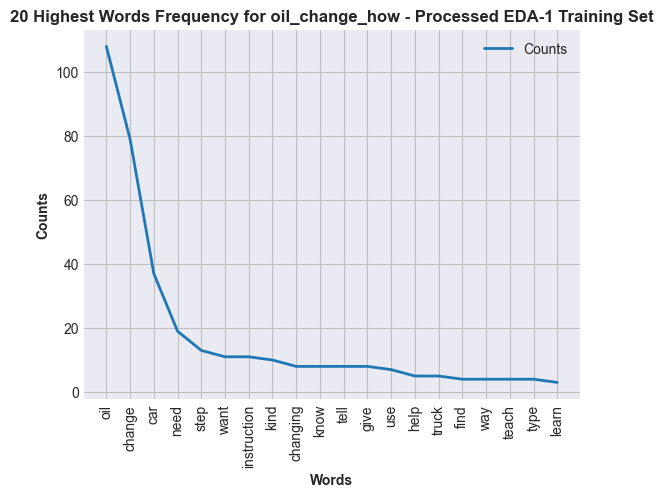 20 Highest Words Frequency for oil_change_how - Processed EDA-1 Training Set
Counts
Counts
100
80
60
40
20
0
oil
change
car
need
step
want
instruction
kind
changing
know
tell
give
use
help
truck
find
way
teach
type
learn
Words